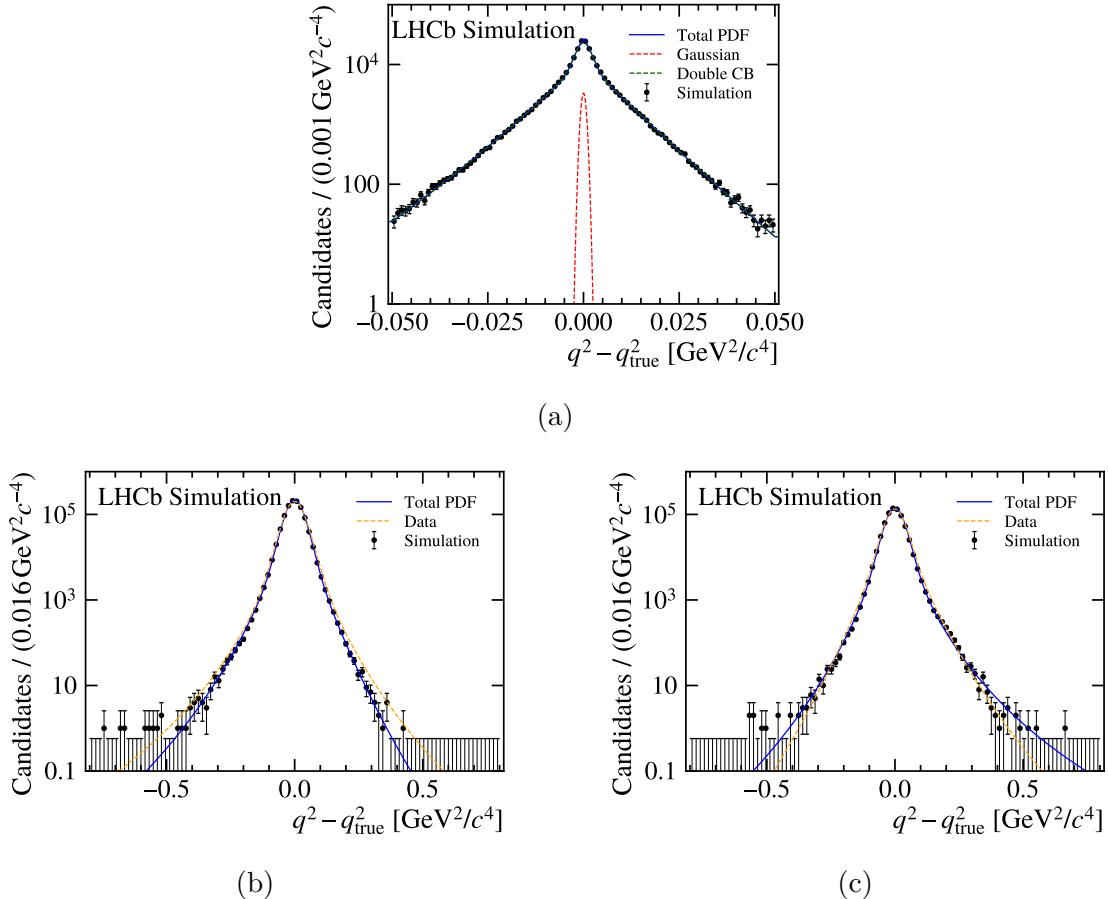 LHCb Simulation
Total PDF
Gaussian
Double CB
Simulation
Candidates / (0.001 GeV²c⁻⁴)
10⁴
100
1
−0.050 −0.025 0.000 0.025 0.050
q² − q²_true [GeV²/c⁴]
(a)
LHCb Simulation
Total PDF
Data
Simulation
Candidates / (0.016 GeV²c⁻⁴)
10⁵
10³
10
0.1
−0.5 0.0 0.5
q² − q²_true [GeV²/c⁴]
(b)
LHCb Simulation
Total PDF
Data
Simulation
Candidates / (0.016 GeV²c⁻⁴)
10⁵
10³
10
0.1
−0.5 0.0 0.5
q² − q²_true [GeV²/c⁴]
(c)